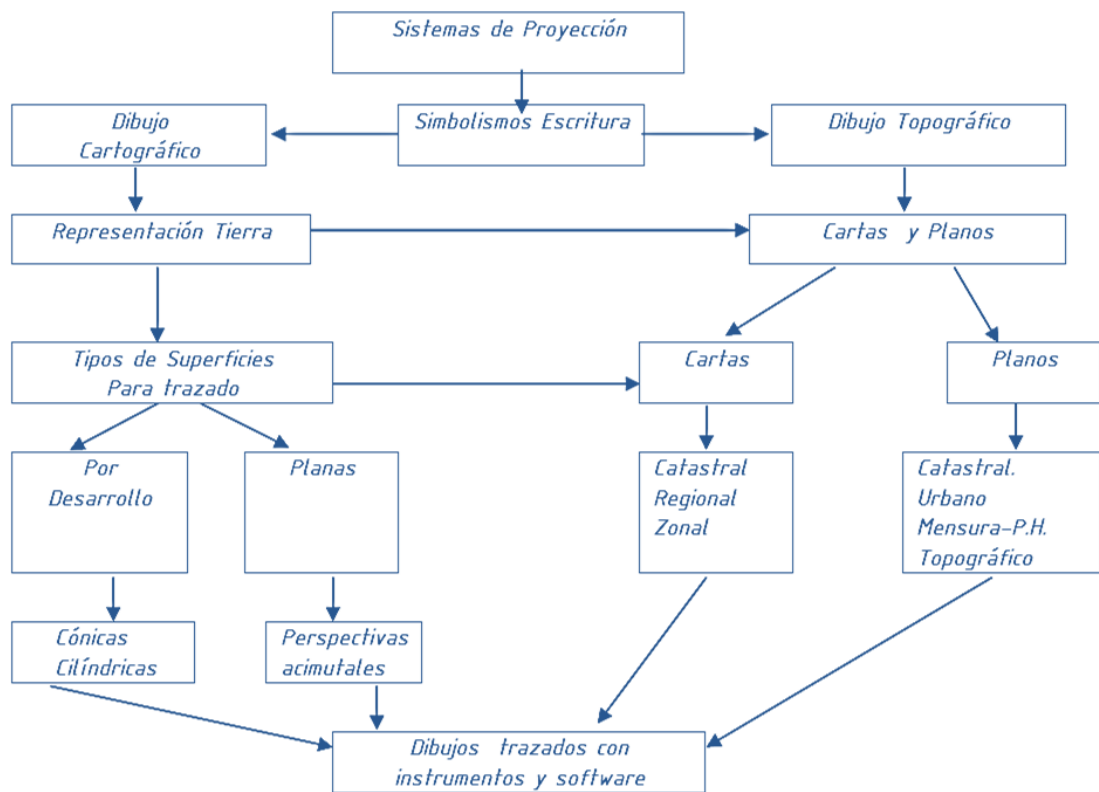 Sistemas de Proyección
Dibujo
Cartográfico
Simbolismos Escritura
Dibujo Topográfico
Representación Tierra
Cartas y Planos
Tipos de Superficies
Para trazado
Cartas
Planos
Por
Desarrollo
Planas
Catastral
Regional
Zonal
Catastral.
Urbano
Mensura-P.H.
Topográfico
Cónicas
Cilíndricas
Perspectivas
acimutales
Dibujos trazados con
instrumentos y software